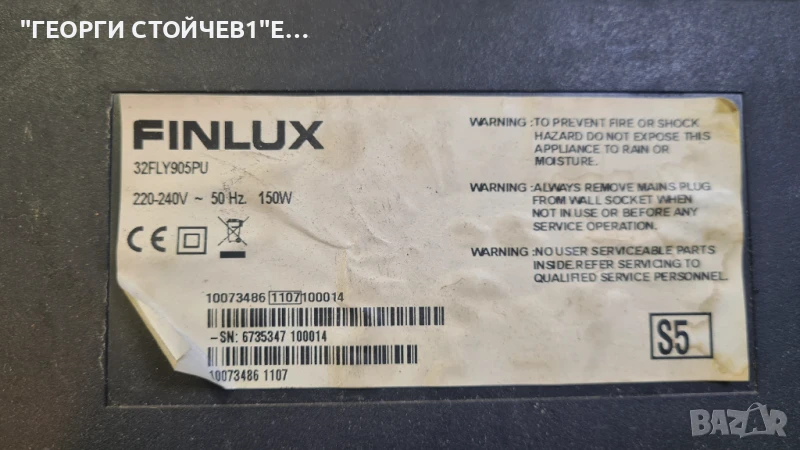 "ГЕОРГИ СТОЙЧЕВ1"Е...
FINLUX
32FLY905PU
220-240V ~ 50 Hz. 150W
CE
10073486 1107 100014
-SN: 6735347 100014
10073486 1107
WARNING :TO PREVENT FIRE OR SHOCK
HAZARD DO NOT EXPOSE THIS
APPLIANCE TO RAIN OR
MOISTURE.
WARNING :ALWAYS REMOVE MAINS PLUG
FROM WALL SOCKET WHEN
NOT IN USE OR BEFORE ANY
SERVICE OPERATION.
WARNING :NO USER SERVICEABLE PARTS
INSIDE.REFER SERVICING TO
QUALIFIED SERVICE PERSONNEL.
S5
BAZAR